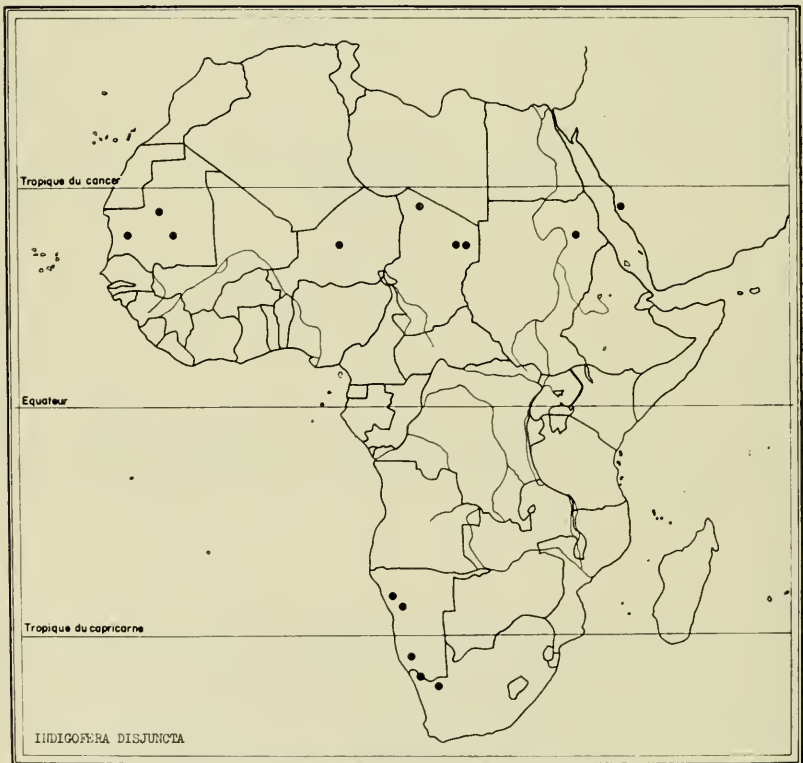 Tropique du cancer
Equateur
Tropique du capricorne
INDIGOFERA DISJUNCTA